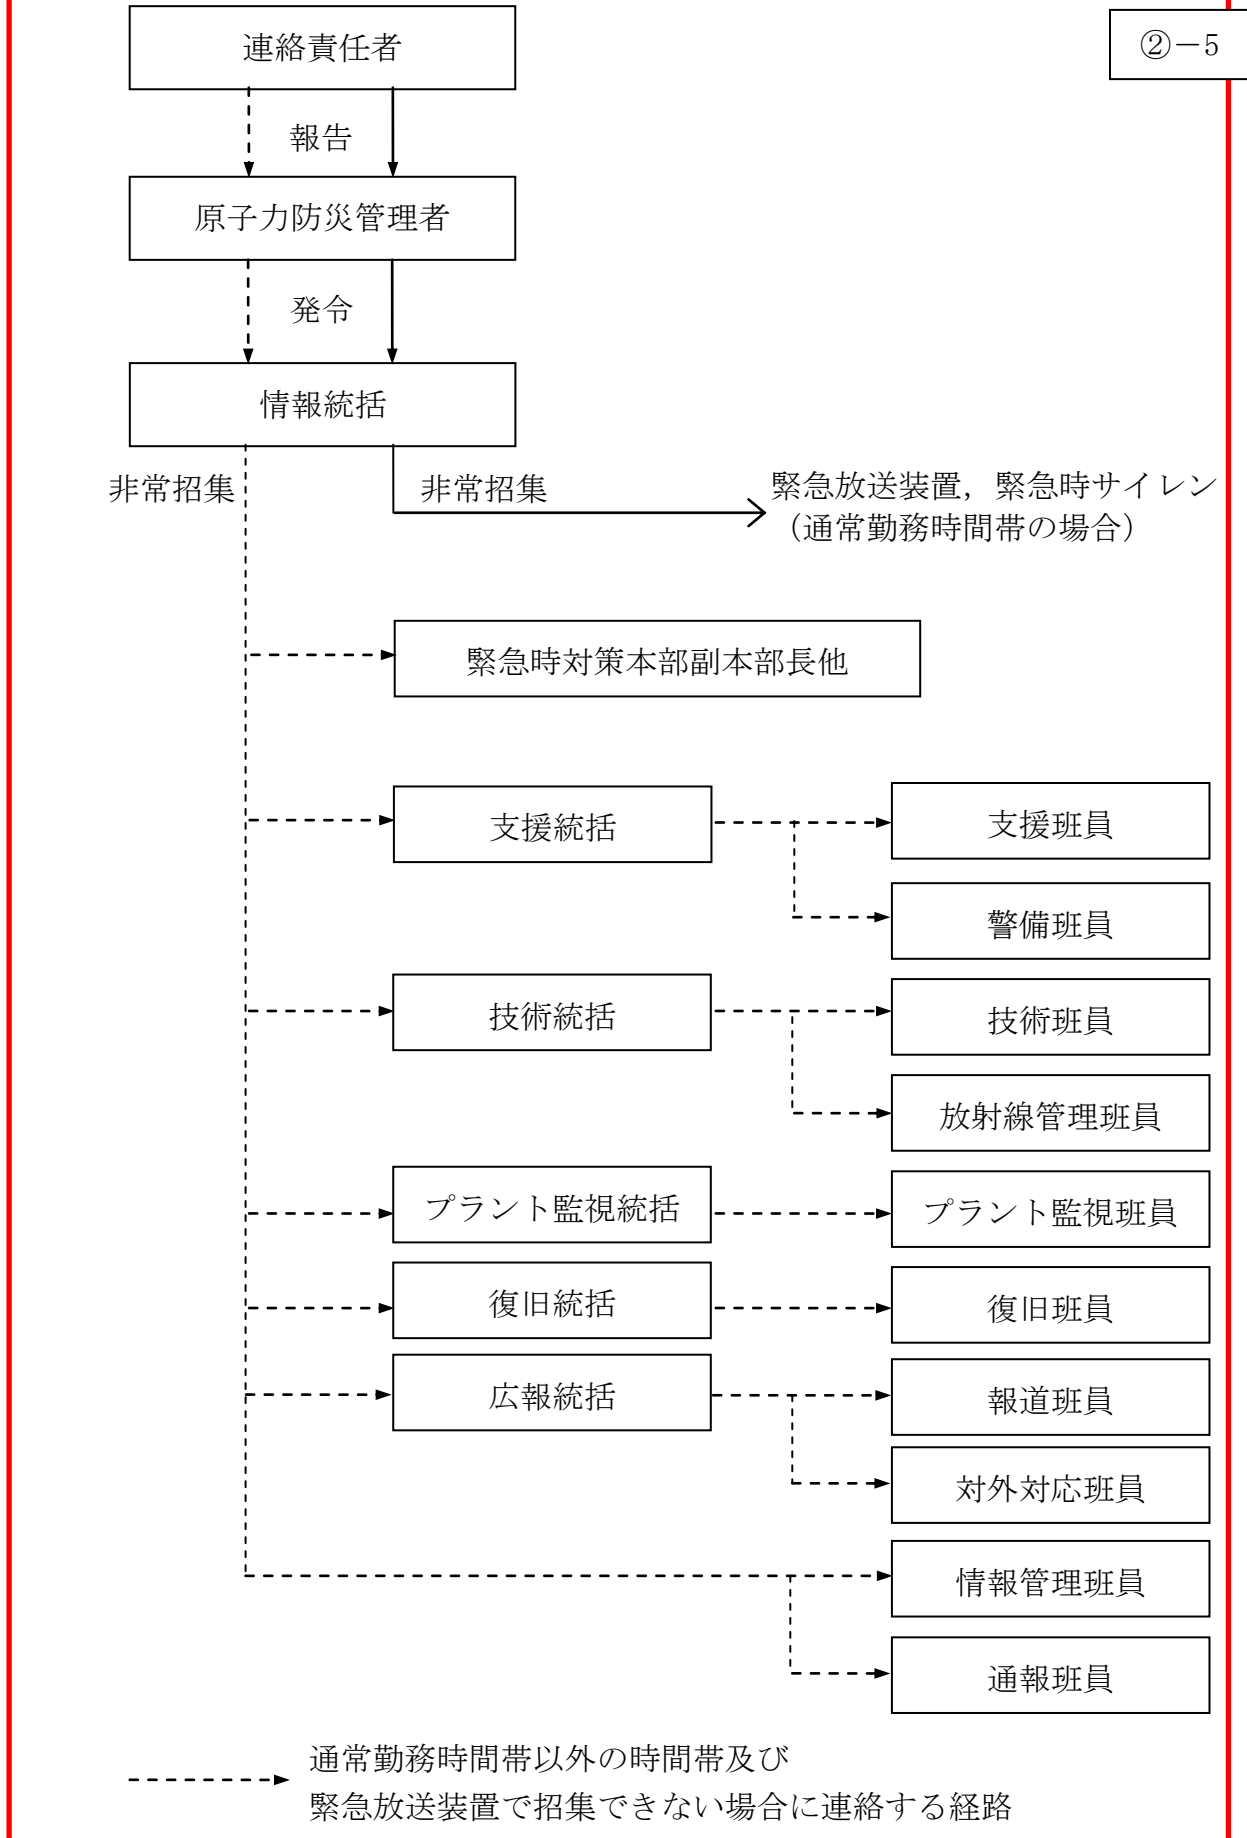 ②－5
連絡責任者
報告
原子力防災管理者
発令
情報統括
非常招集
非常招集
緊急放送装置，緊急時サイレン
（通常勤務時間帯の場合）
緊急時対策本部副本部長他
支援統括
支援班員
警備班員
技術統括
技術班員
放射線管理班員
プラント監視統括
プラント監視班員
復旧統括
復旧班員
広報統括
報道班員
対外対応班員
情報管理班員
通報班員
通常勤務時間帯以外の時間帯及び
緊急放送装置で招集できない場合に連絡する経路